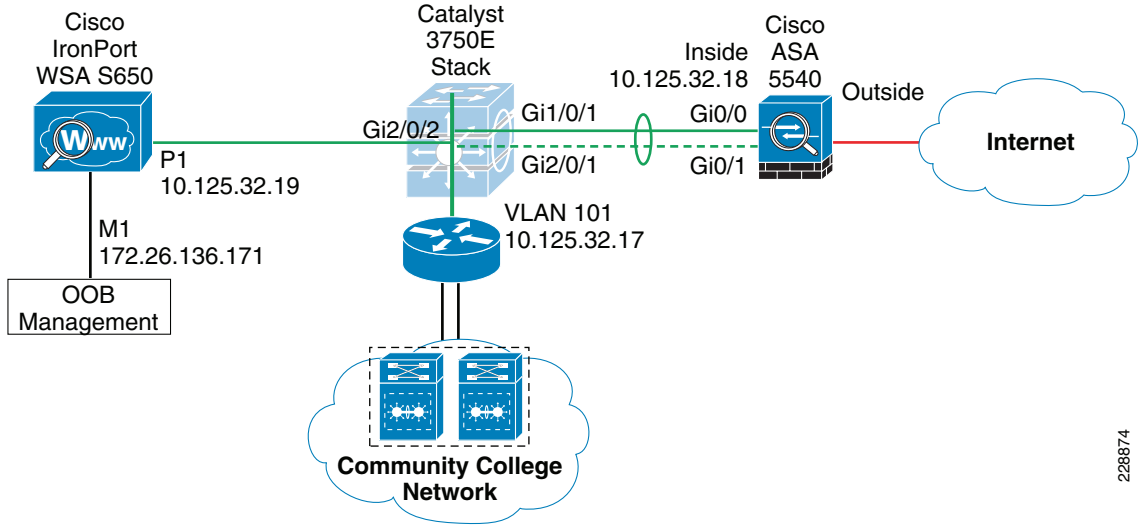 Cisco
IronPort
WSA S650
Catalyst
3750E
Stack
Inside
10.125.32.18
Cisco
ASA
5540
Outside
Internet
Www
Gi2/0/2
Gi1/0/1
Gi0/0
Gi2/0/1
Gi0/1
P1
10.125.32.19
M1
172.26.136.171
OOB
Management
VLAN 101
10.125.32.17
Community College
Network
228874